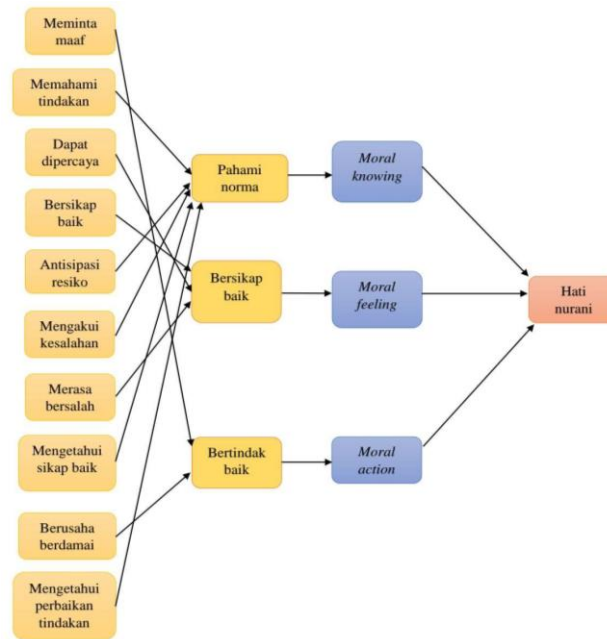 Meminta
maaf
Memahami
tindakan
Dapat
dipercaya
Bersikap
baik
Antisipasi
resiko
Mengakui
kesalahan
Merasa
bersalah
Mengetahui
sikap baik
Berusaha
berdamai
Mengetahui
perbaikan
tindakan
Pahami
norma
Bersikap
baik
Bertindak
baik
Moral
knowing
Moral
feeling
Moral
action
Hati
nurani